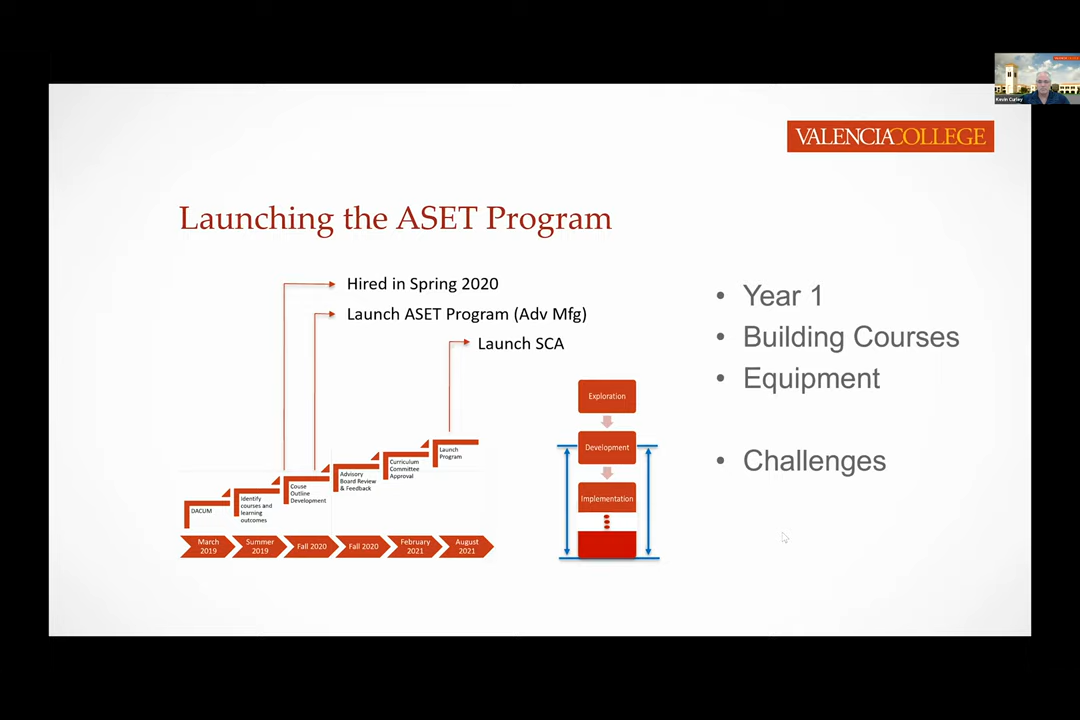 Kevin Curley
VALENCIACOLLEGE
Launching the ASET Program
Hired in Spring 2020
Launch ASET Program (Adv Mfg)
Launch SCA
DACUM
Identify
courses and
learning
outcomes
Couse
Outline
Development
Advisory
Board Review
& Feedback
Curriculum
Committee
Approval
Launch
Program
March
2019
Summer
2019
Fall 2020
Fall 2020
February
2021
August
2021
Exploration
Development
Implementation
• Year 1
• Building Courses
• Equipment
• Challenges